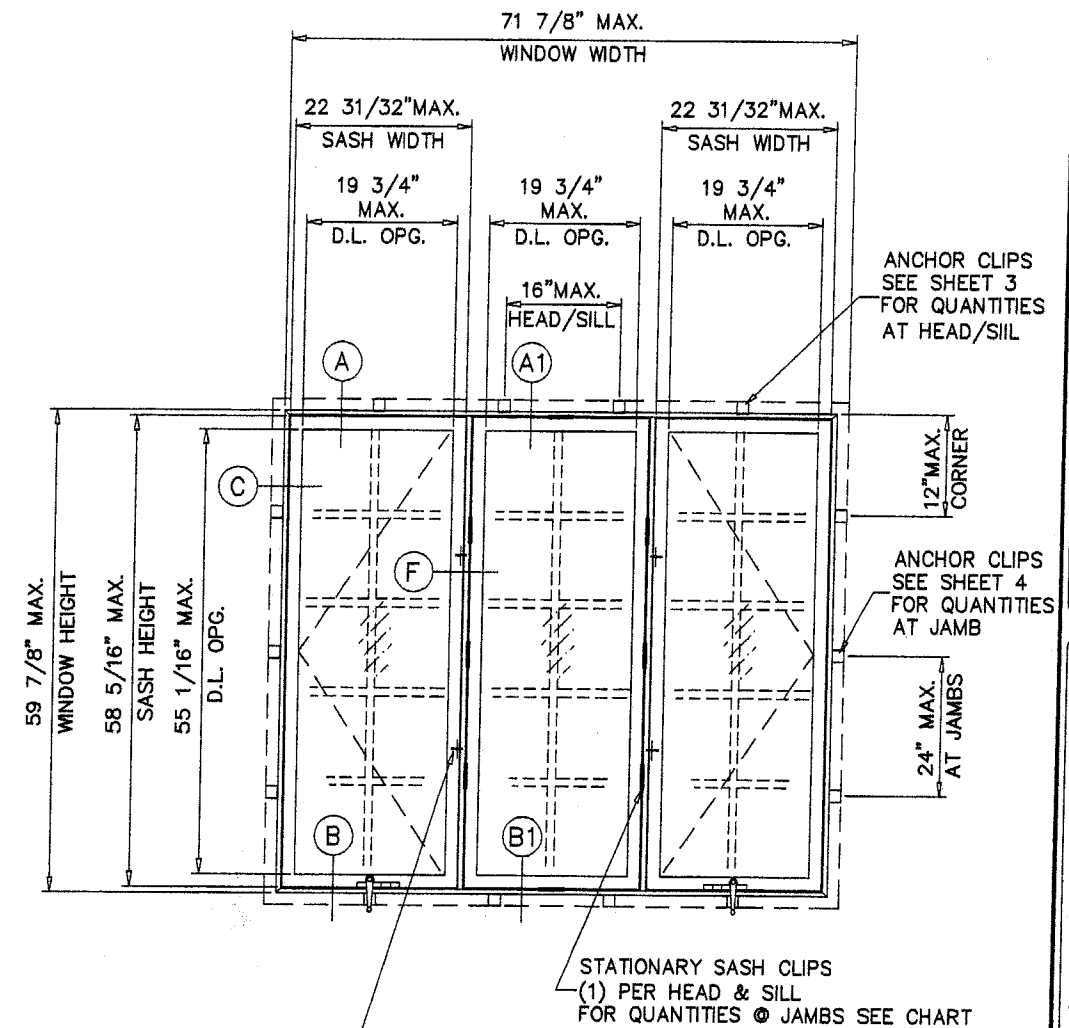 71 7/8" MAX.
WINDOW WIDTH
22 31/32"MAX.
SASH WIDTH
22 31/32"MAX.
SASH WIDTH
19 3/4"
MAX.
D.L. OPG.
19 3/4"
MAX.
D.L. OPG.
19 3/4"
MAX.
D.L. OPG.
16"MAX.
HEAD/SILL
ANCHOR CLIPS
SEE SHEET 3
FOR QUANTITIES
AT HEAD/SIIL
A
A1
C
F
12"MAX.
CORNER
ANCHOR CLIPS
SEE SHEET 4
FOR QUANTITIES
AT JAMB
59 7/8" MAX.
WINDOW HEIGHT
58 5/16" MAX.
SASH HEIGHT
55 1/16" MAX.
D.L. OPG.
24" MAX.
AT JAMBS
B
B1
STATIONARY SASH CLIPS
(1) PER HEAD & SILL
FOR QUANTITIES @ JAMBS SEE CHART